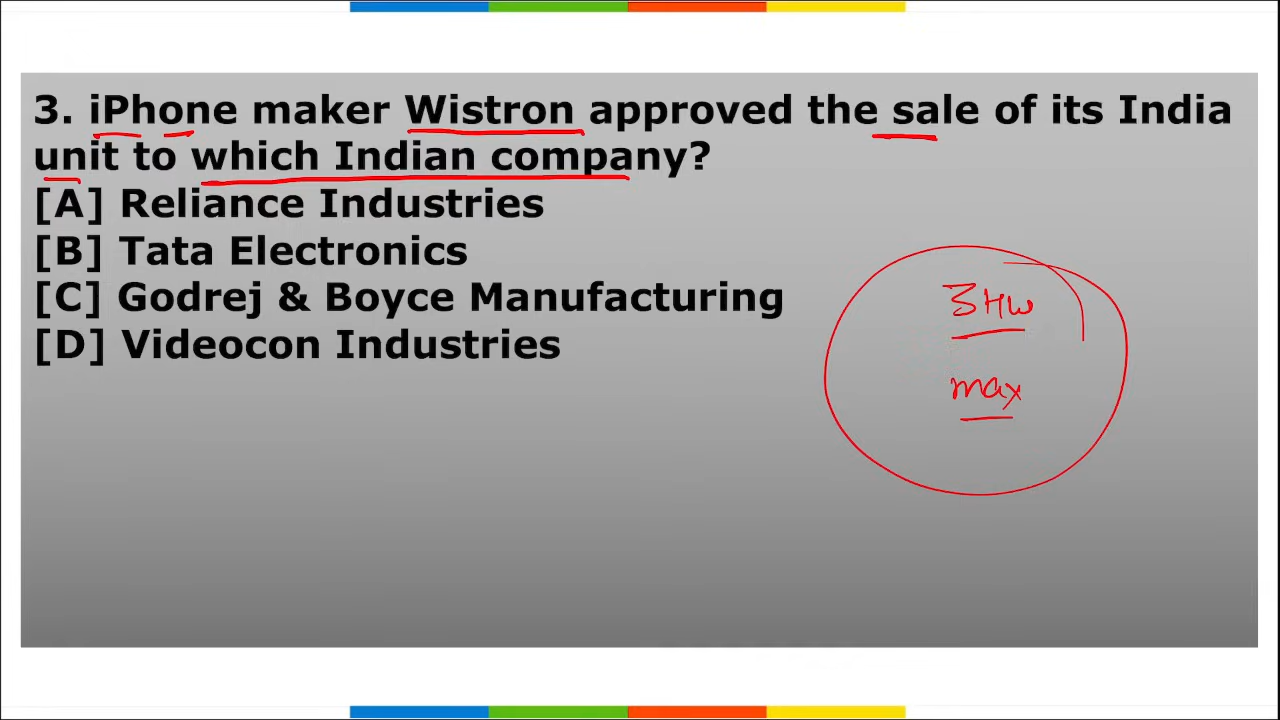 3. iPhone maker Wistron approved the sale of its India
unit to which Indian company?
[A] Reliance Industries
[B] Tata Electronics
[C] Godrej & Boyce Manufacturing
[D] Videocon Industries
max